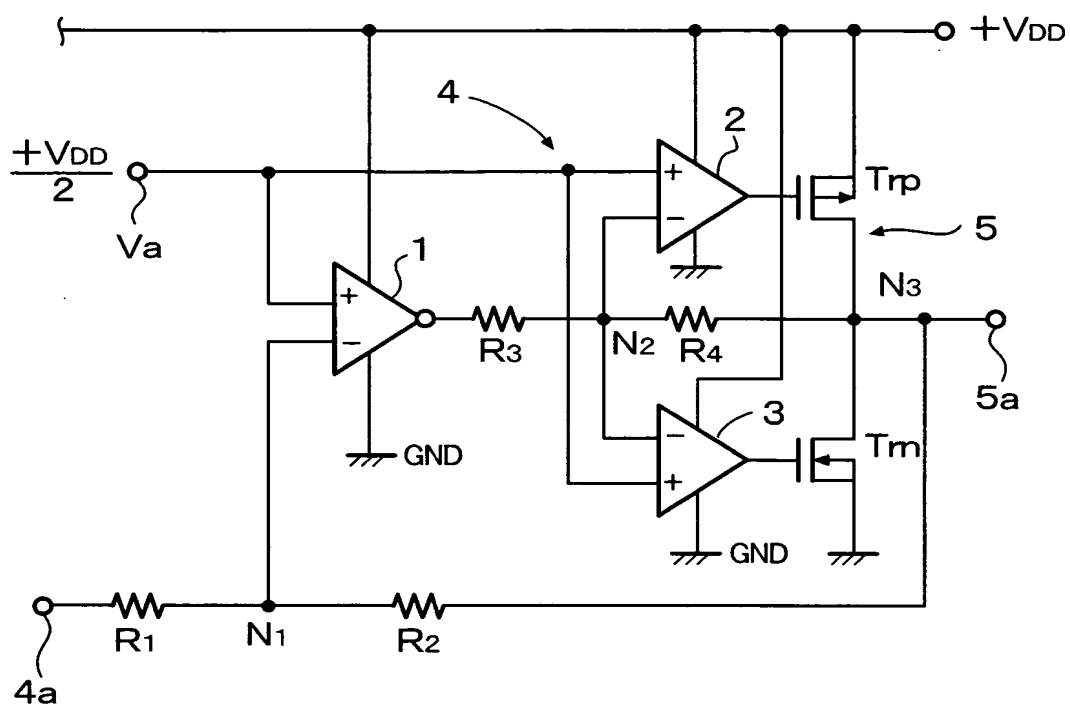 +VDD
4
2
+VDD
2
Trp
Va
5
1
+
−
+
−
N3
R3
N2
R4
5a
3
−
+
Trn
GND
GND
R1
N1
R2
4a